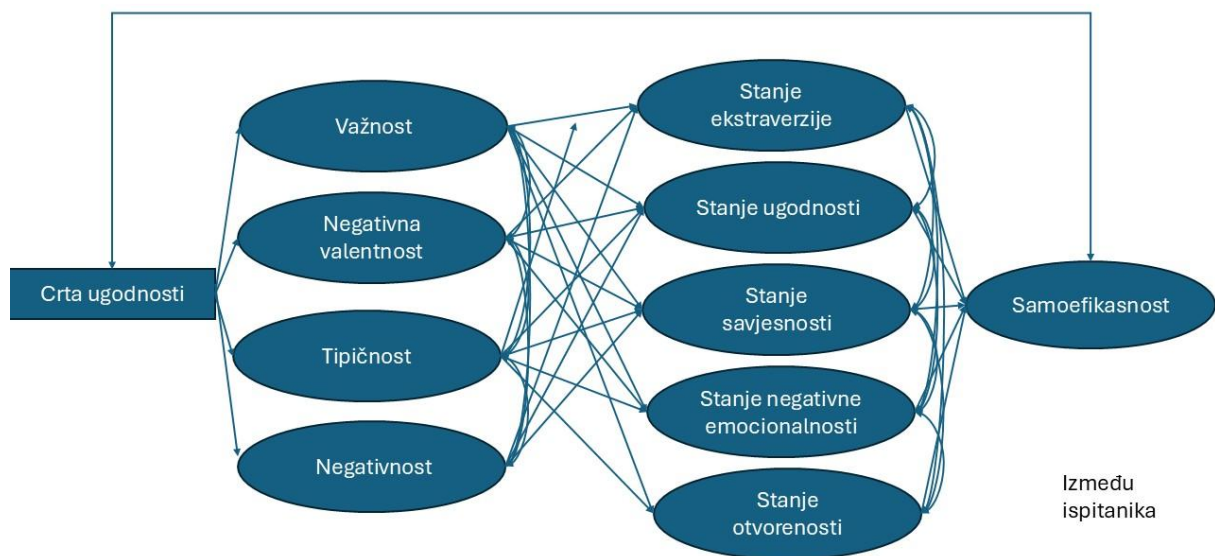 Crta ugodnosti
Važnost
Negativna
valentnost
Tipičnost
Negativnost
Stanje
ekstraverzije
Stanje ugodnosti
Stanje
savjesnosti
Stanje negativne
emocionalnosti
Stanje
otvorenosti
Samoefikasnost
Između
ispitanika